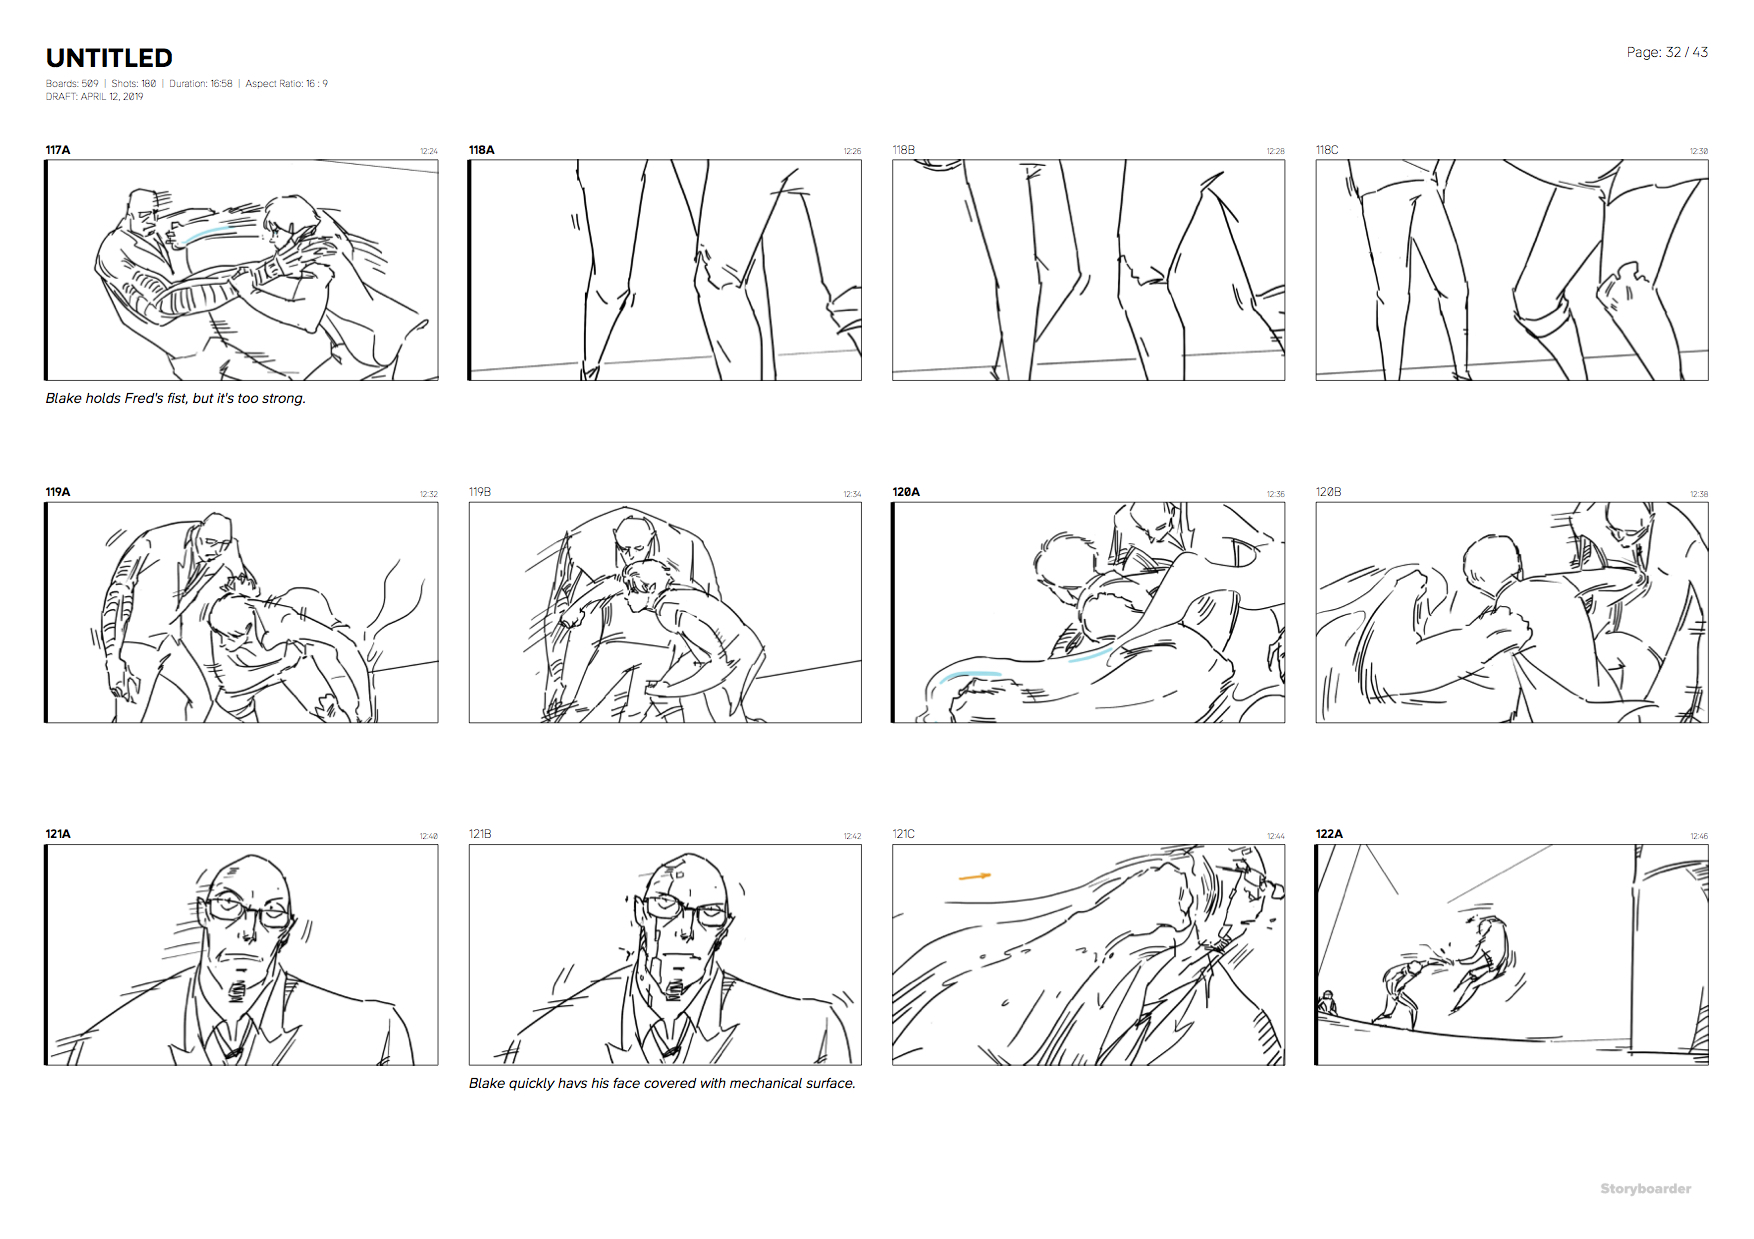 UNTITLED
Page: 32 / 43
Boards: 509 | Shots: 180 | Duration: 16:58 | Aspect Ratio: 16 : 9
DRAFT: APRIL 12, 2019
117A 12:24
118A 12:26
118B 12:28
118C 12:30
Blake holds Fred's fist, but it's too strong.
119A 12:32
119B 12:34
120A 12:36
120B 12:38
121A 12:40
121B 12:42
121C 12:44
122A 12:46
Blake quickly havs his face covered with mechanical surface.
Storyboarder